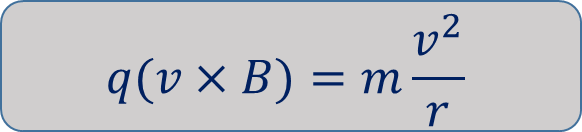 q(v × B) = m v²/r